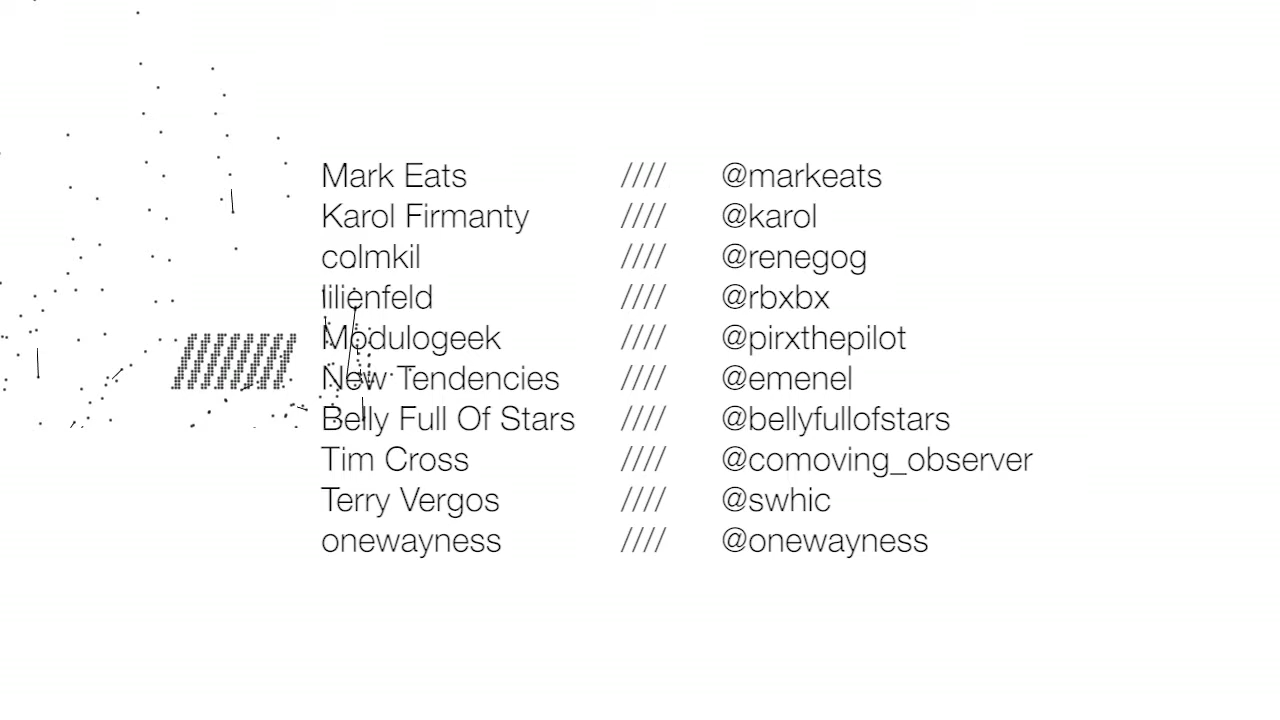 Mark Eats //// @markeats
Karol Firmanty //// @karol
colmkil //// @renegog
lilienfeld //// @rbxbx
Modulogeek //// @pirxthepilot
New Tendencies //// @emenel
Belly Full Of Stars //// @bellyfullofstars
Tim Cross //// @comoving_observer
Terry Vergos //// @swhic
onewayness //// @onewayness